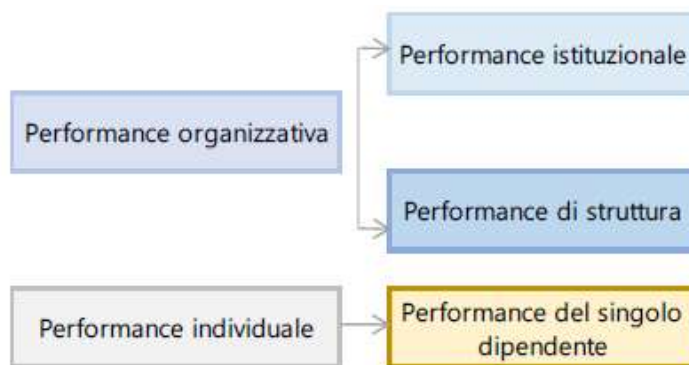 Performance istituzionale
Performance organizzativa
Performance di struttura
Performance individuale
Performance del singolo
dipendente